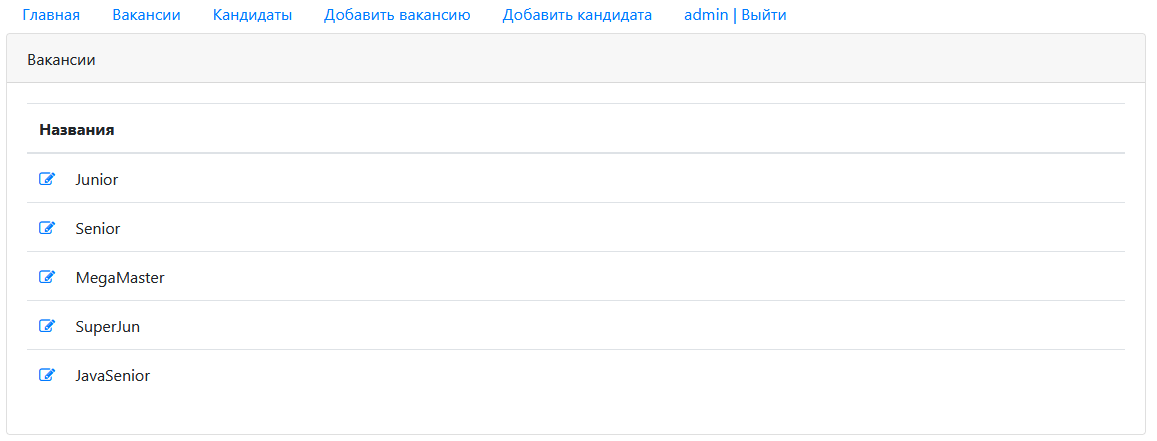 Главная Вакансии Кандидаты Добавить вакансию Добавить кандидата admin | Выйти
Вакансии
Названия
Junior
Senior
MegaMaster
SuperJun
JavaSenior